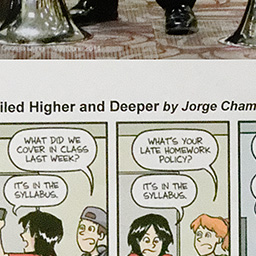 iled Higher and Deeper by Jorge Cham
WHAT DID WE
COVER IN CLASS
LAST WEEK?
IT'S IN THE
SYLLABUS.
WHAT'S YOUR
LATE HOMEWORK
POLICY?
IT'S IN THE
SYLLABUS.